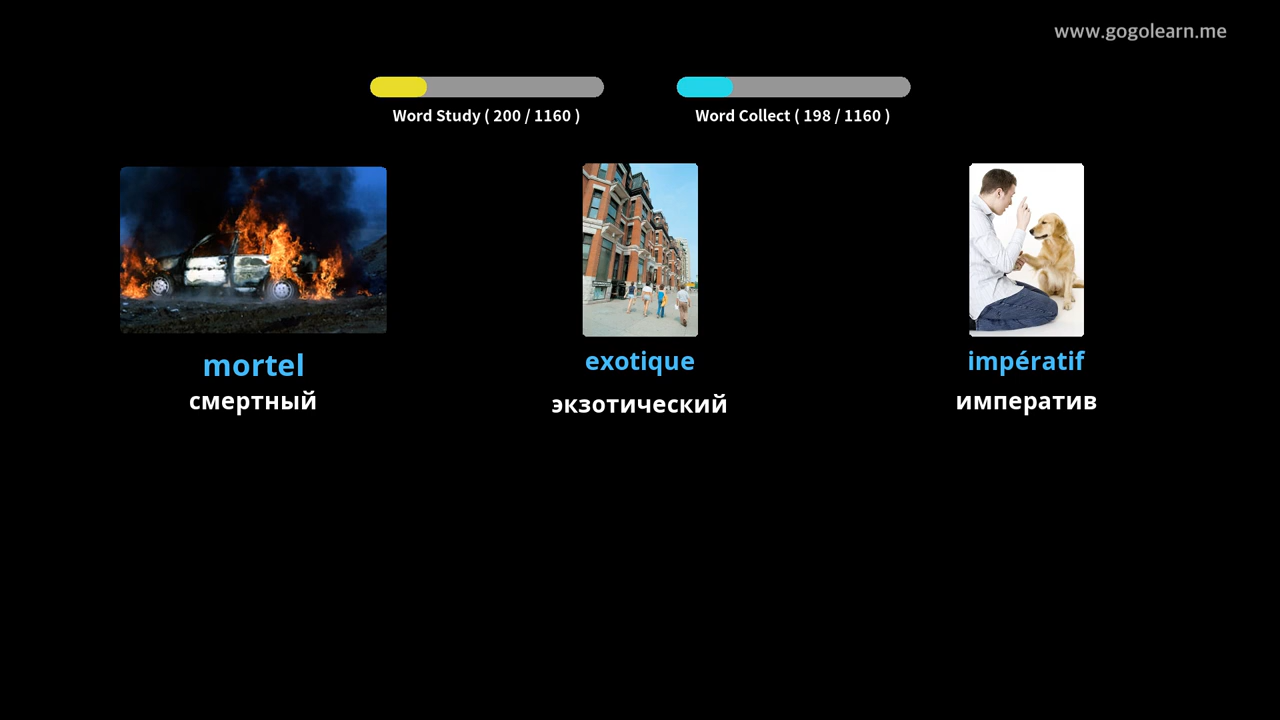 www.gogolearn.me
Word Study ( 200 / 1160 )
Word Collect ( 198 / 1160 )
mortel
смертный
exotique
экзотический
impératif
императив